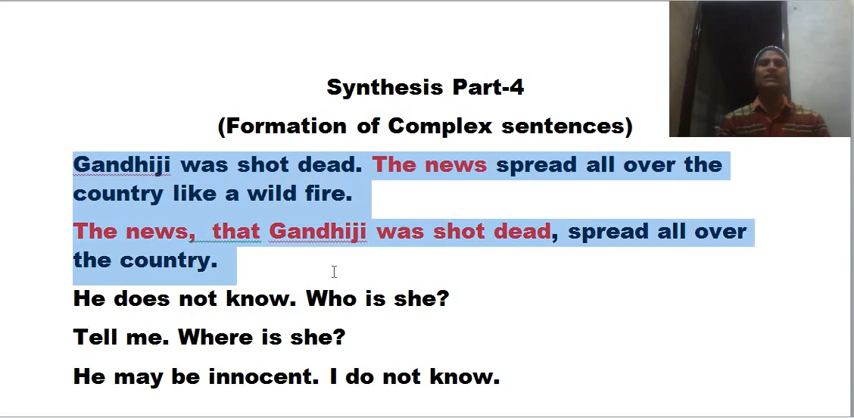 Synthesis Part-4
(Formation of Complex sentences)
Gandhiji was shot dead. The news spread all over the
country like a wild fire.
The news, that Gandhiji was shot dead, spread all over
the country.
He does not know. Who is she?
Tell me. Where is she?
He may be innocent. I do not know.